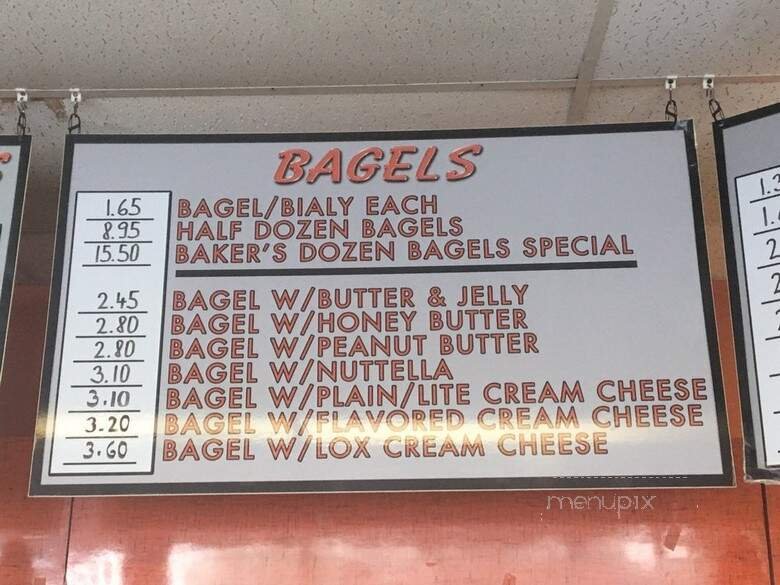 BAGELS
1.65 BAGEL/BIALY EACH
8.95 HALF DOZEN BAGELS
15.50 BAKER'S DOZEN BAGELS SPECIAL
2.45 BAGEL W/BUTTER & JELLY
2.80 BAGEL W/HONEY BUTTER
2.80 BAGEL W/PEANUT BUTTER
3.10 BAGEL W/NUTTELLA
3.10 BAGEL W/PLAIN/LITE CREAM CHEESE
3.20 BAGEL W/FLAVORED CREAM CHEESE
3.60 BAGEL W/LOX CREAM CHEESE
menupix